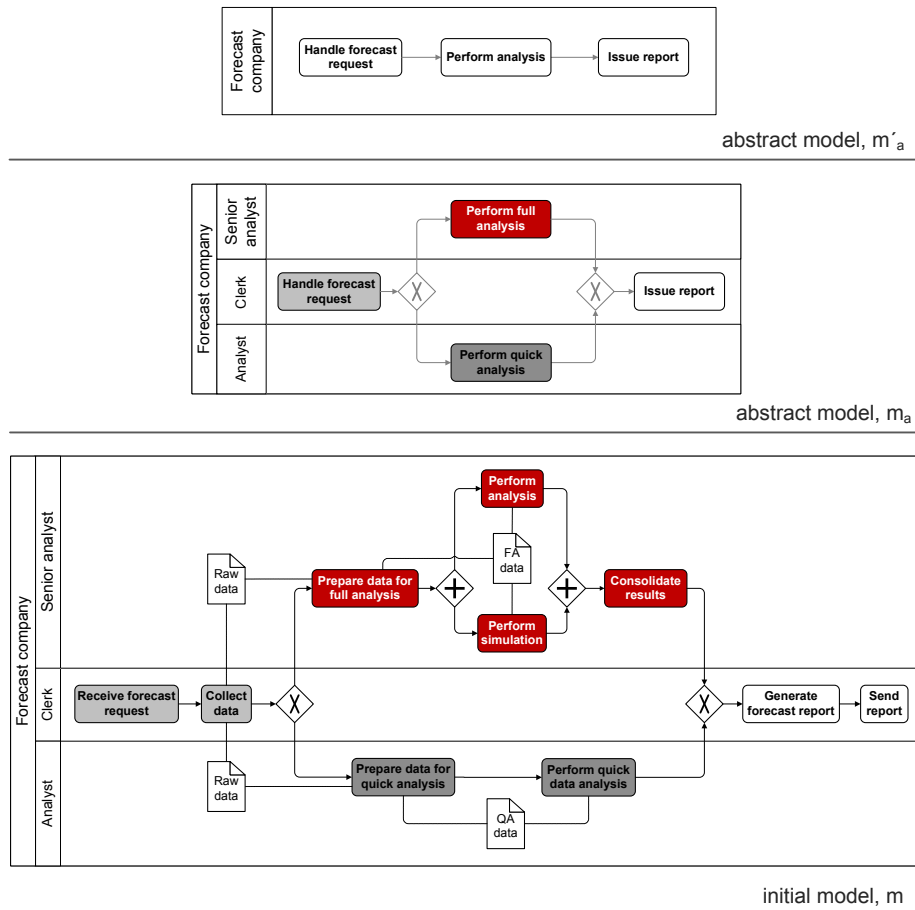 Forecast
company
Handle forecast
request
Perform analysis
Issue report
abstract model, m´a
Forecast company
Senior
analyst
Clerk
Analyst
Perform full
analysis
Handle forecast
request
X
X
Issue report
Perform quick
analysis
abstract model, ma
Forecast company
Senior analyst
Clerk
Analyst
Perform
analysis
Raw
data
FA
data
Prepare data for
full analysis
Consolidate
results
Perform
simulation
Receive forecast
request
Collect
data
X
X
Generate
forecast report
Send
report
Raw
data
Prepare data for
quick analysis
Perform quick
data analysis
QA
data
initial model, m